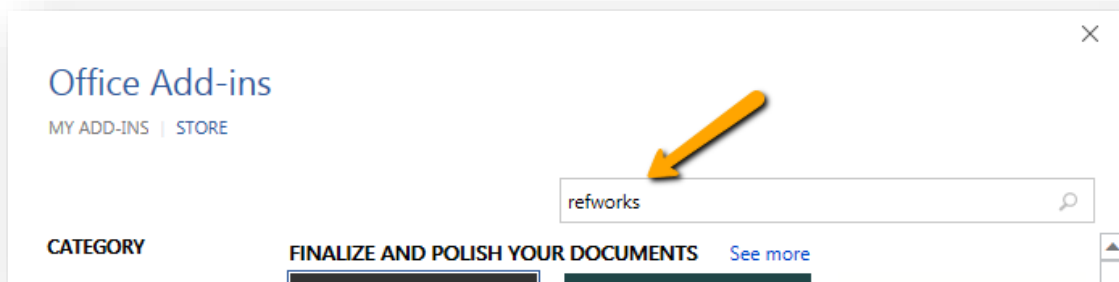 Office Add-ins
MY ADD-INS | STORE
refworks
CATEGORY
FINALIZE AND POLISH YOUR DOCUMENTS See more